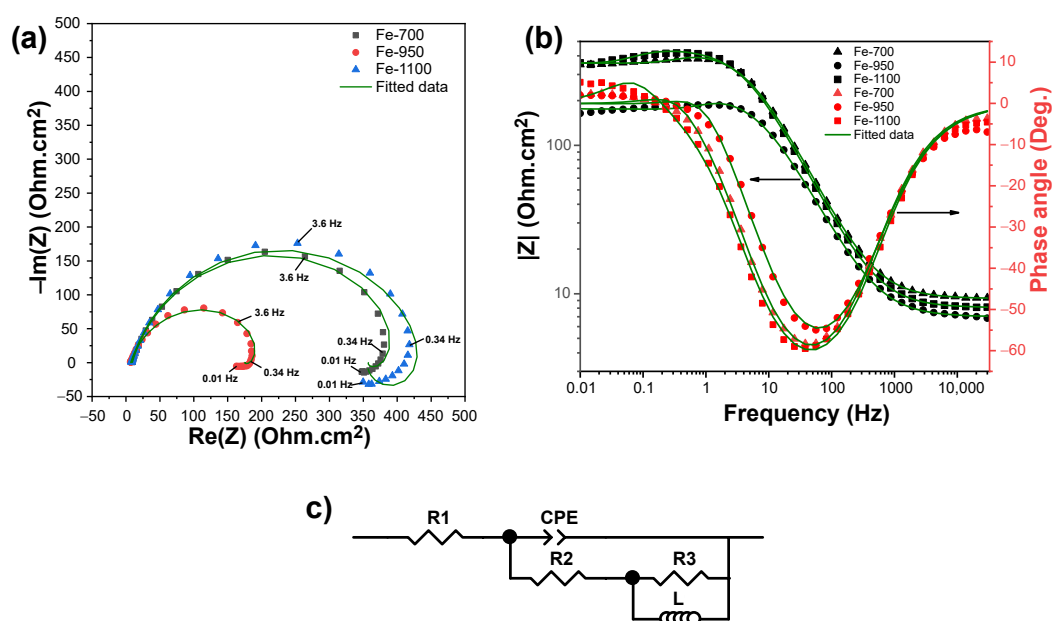 (a)
500
450
400
350
300
250
200
150
100
50
0
−50
−50 0 50 100 150 200 250 300 350 400 450 500
−Im(Z) (Ohm.cm2)
Re(Z) (Ohm.cm2)
Fe-700
Fe-950
Fe-1100
Fitted data
3.6 Hz
3.6 Hz
3.6 Hz
0.34 Hz
0.34 Hz
0.01 Hz
0.01 Hz
0.01 Hz
0.34 Hz
(b)
Fe-700
Fe-950
Fe-1100
Fe-700
Fe-950
Fe-1100
Fitted data
|Z| (Ohm.cm2)
100
10
0.01 0.1 1 10 100 1000 10,000
Frequency (Hz)
15
10
5
0
−10
−20
−30
−40
−50
−60
Phase angle (Deg.)
c)
R1
CPE
R2
R3
L